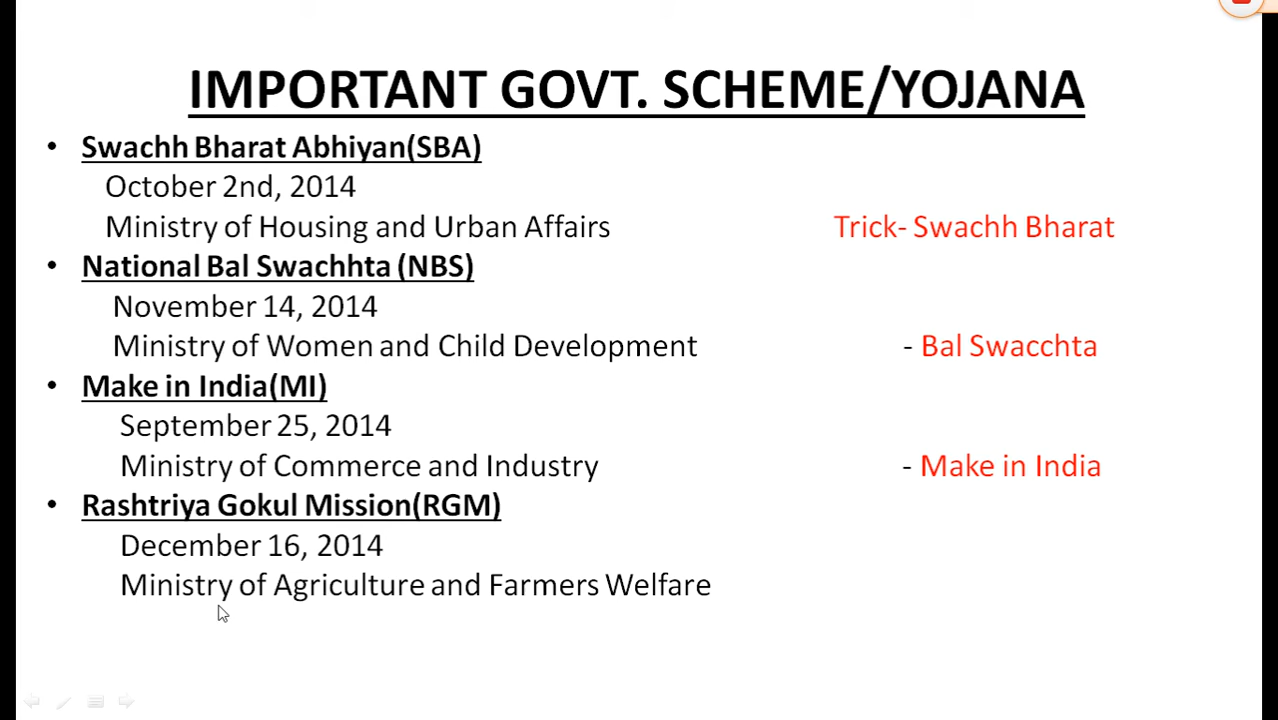 IMPORTANT GOVT. SCHEME/YOJANA
• Swachh Bharat Abhiyan(SBA)
October 2nd, 2014
Ministry of Housing and Urban Affairs Trick- Swachh Bharat
• National Bal Swachhta (NBS)
November 14, 2014
Ministry of Women and Child Development - Bal Swacchta
• Make in India(MI)
September 25, 2014
Ministry of Commerce and Industry - Make in India
• Rashtriya Gokul Mission(RGM)
December 16, 2014
Ministry of Agriculture and Farmers Welfare